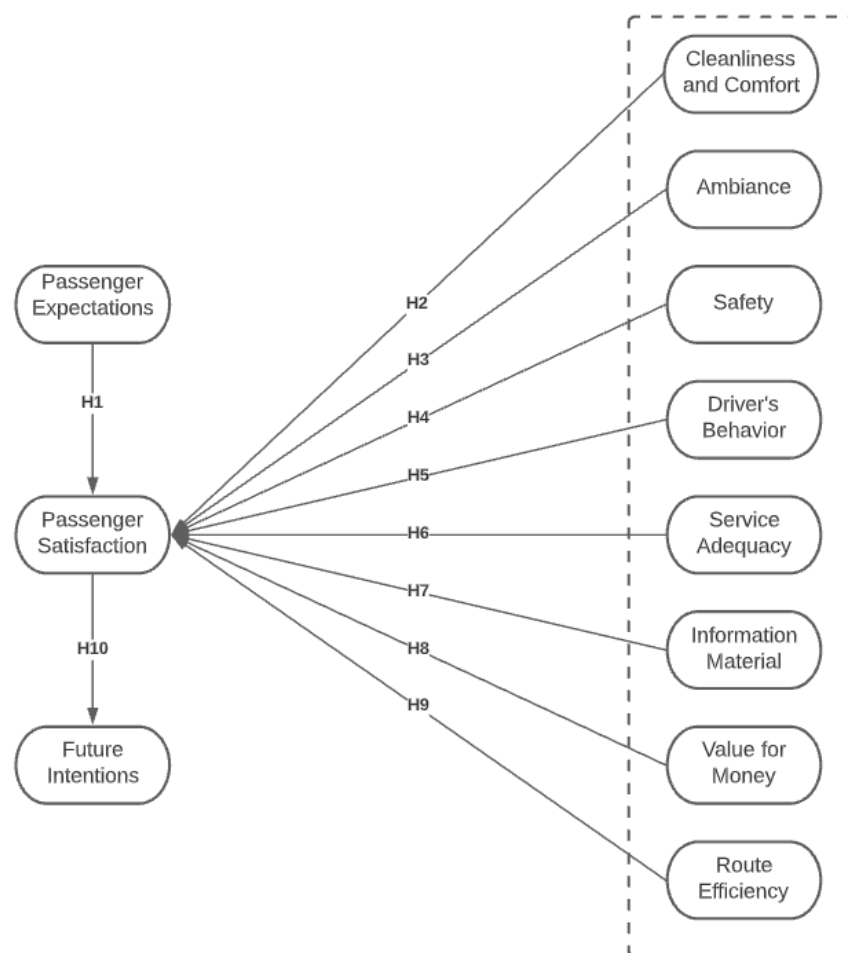 Cleanliness
and Comfort
Ambiance
Passenger
Expectations
H2
Safety
H3
H1
H4
Driver's
Behavior
H5
Passenger
Satisfaction
H6
Service
Adequacy
H7
Information
Material
H10
H8
H9
Future
Intentions
Value for
Money
Route
Efficiency